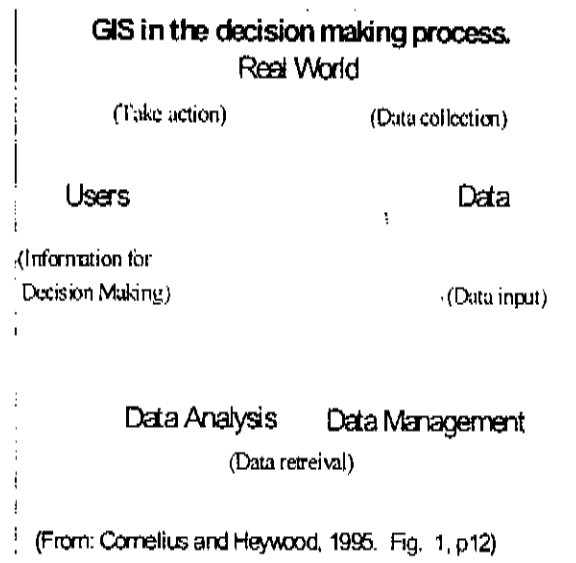 GIS in the decision making process.
Real World
(Take action) (Data collection)
Users Data
(Information for
Decision Making) (Data input)
Data Analysis Data Management
(Data retreival)
(From: Cornelius and Heywood, 1995. Fig. 1, p12)